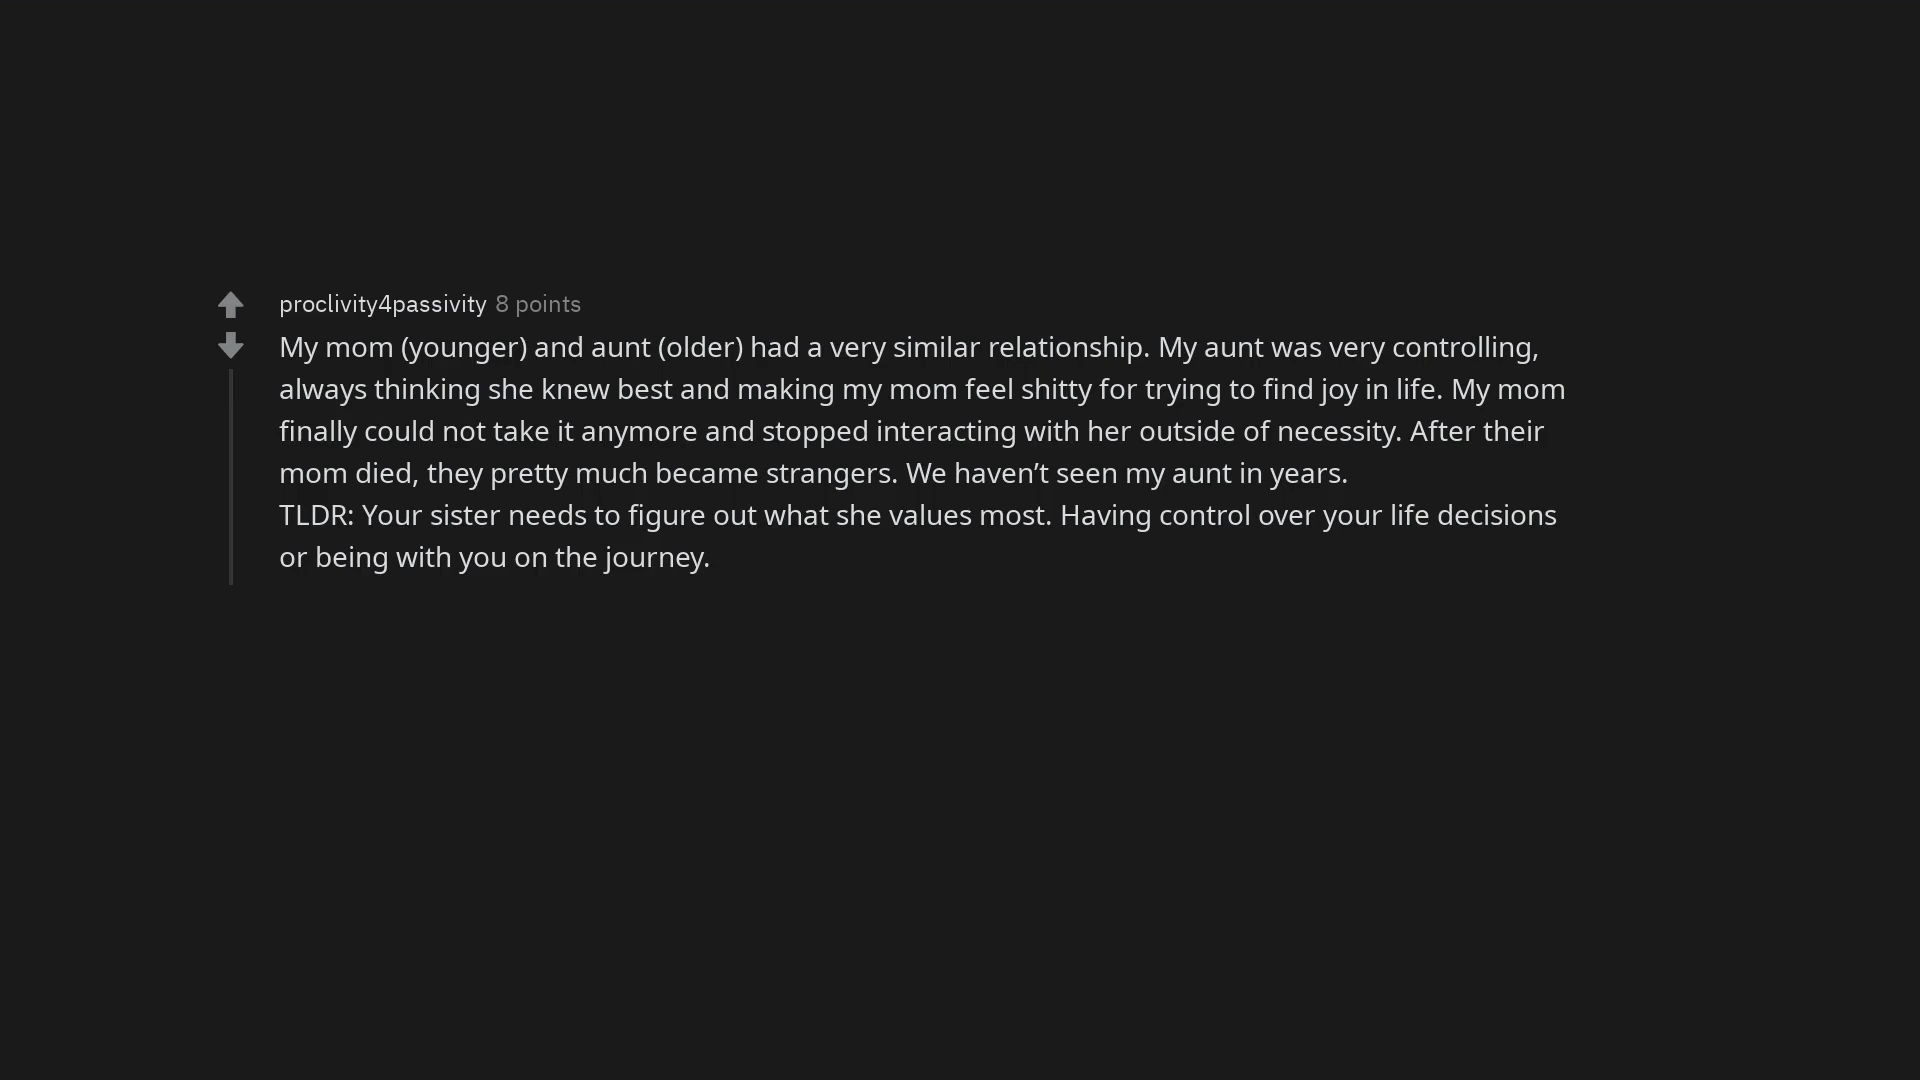 proclivity4passivity 8 points
My mom (younger) and aunt (older) had a very similar relationship. My aunt was very controlling,
always thinking she knew best and making my mom feel shitty for trying to find joy in life. My mom
finally could not take it anymore and stopped interacting with her outside of necessity. After their
mom died, they pretty much became strangers. We haven’t seen my aunt in years.
TLDR: Your sister needs to figure out what she values most. Having control over your life decisions
or being with you on the journey.